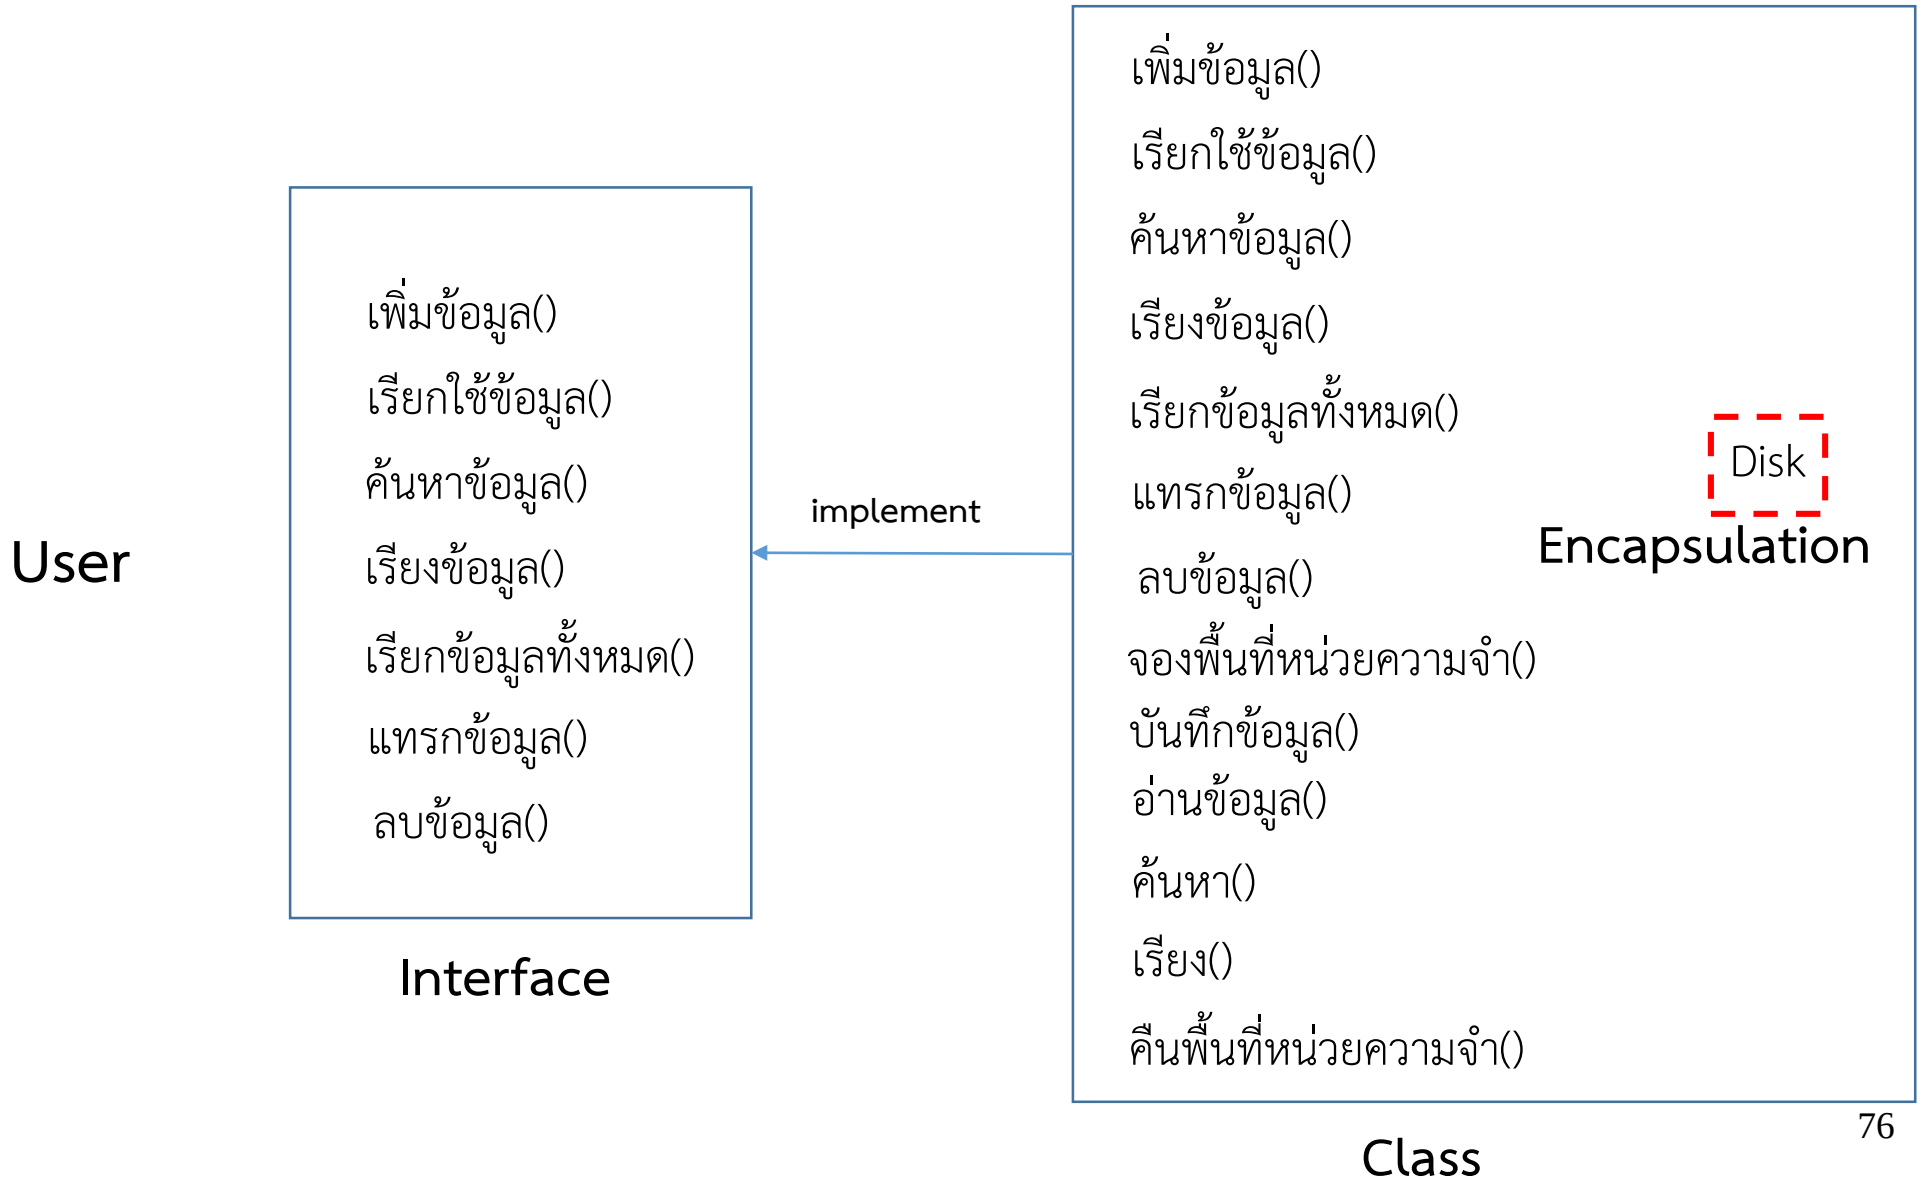 User
เพิ่มข้อมูล()
เรียกใช้ข้อมูล()
ค้นหาข้อมูล()
เรียงข้อมูล()
เรียกข้อมูลทั้งหมด()
แทรกข้อมูล()
ลบข้อมูล()
Interface
implement
เพิ่มข้อมูล()
เรียกใช้ข้อมูล()
ค้นหาข้อมูล()
เรียงข้อมูล()
เรียกข้อมูลทั้งหมด()
แทรกข้อมูล()
ลบข้อมูล()
จองพื้นที่หน่วยความจำ()
บันทึกข้อมูล()
อ่านข้อมูล()
ค้นหา()
เรียง()
คืนพื้นที่หน่วยความจำ()
Disk
Encapsulation
Class
76